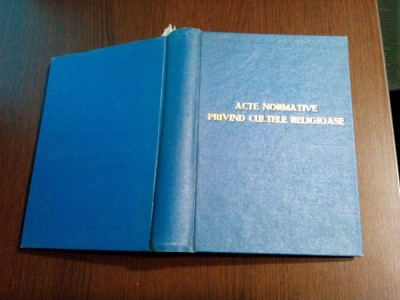 ACTE NORMATIVE
PRIVIND CULTELE RELIGIOASE